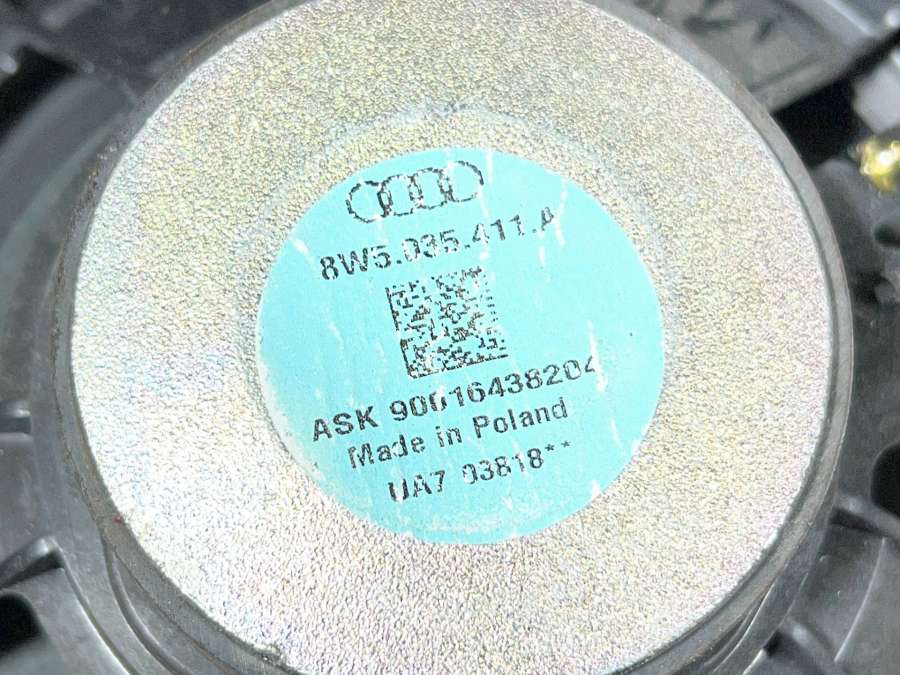 8W5.035.411.A
ASK 90016438204
Made in Poland
UA7 03818**